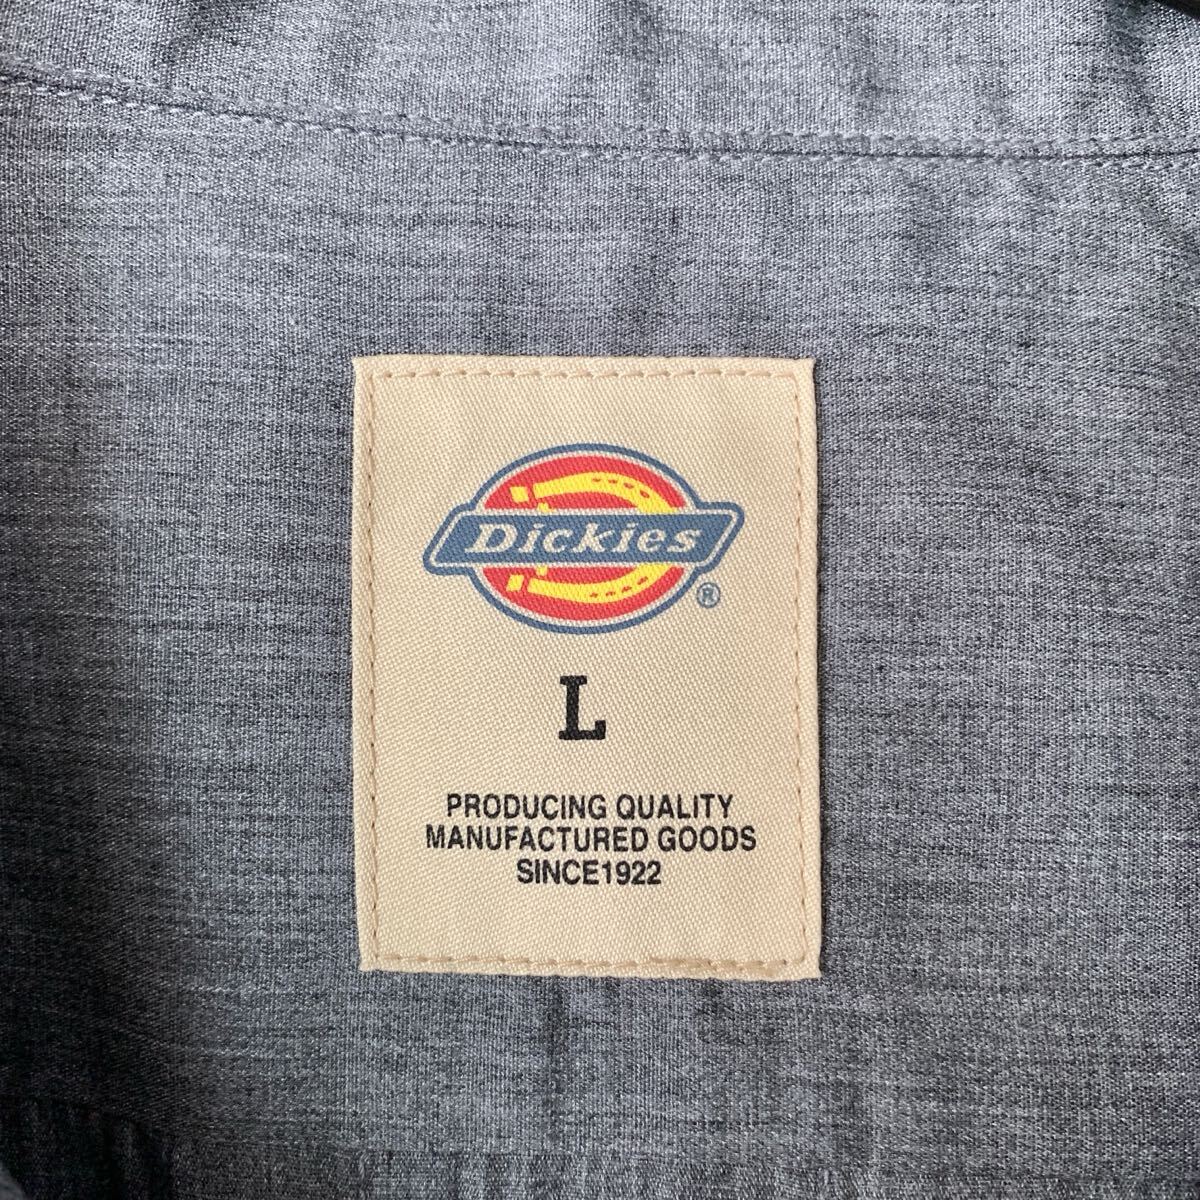 Dickies
®
L
PRODUCING QUALITY
MANUFACTURED GOODS
SINCE1922